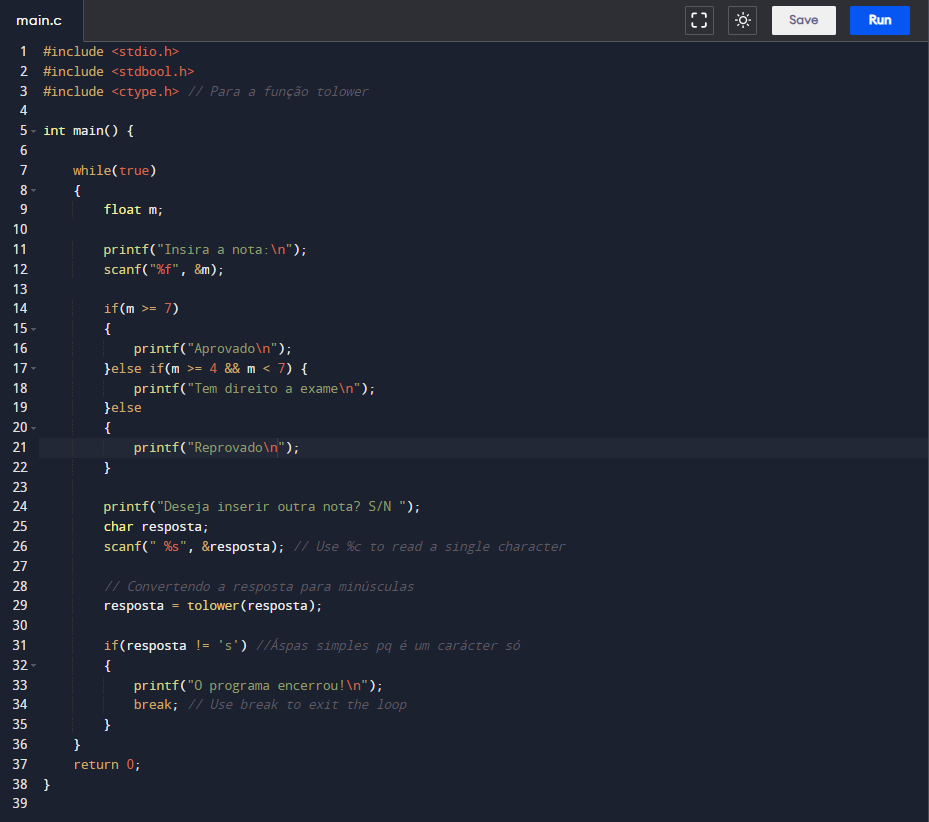 main.c
Save
Run
1 #include <stdio.h>
2 #include <stdbool.h>
3 #include <ctype.h> // Para a função tolower
4
5 int main() {
6
7     while(true)
8     {
9         float m;
10
11         printf("Insira a nota:\n");
12         scanf("%f", &m);
13
14         if(m >= 7)
15         {
16             printf("Aprovado\n");
17         }else if(m >= 4 && m < 7) {
18             printf("Tem direito a exame\n");
19         }else
20         {
21             printf("Reprovado\n");
22         }
23
24         printf("Deseja inserir outra nota? S/N ");
25         char resposta;
26         scanf(" %s", &resposta); // Use %c to read a single character
27
28         // Convertendo a resposta para minúsculas
29         resposta = tolower(resposta);
30
31         if(resposta != 's') //Áspas simples pq é um carácter só
32         {
33             printf("O programa encerrou!\n");
34             break; // Use break to exit the loop
35         }
36     }
37     return 0;
38 }
39